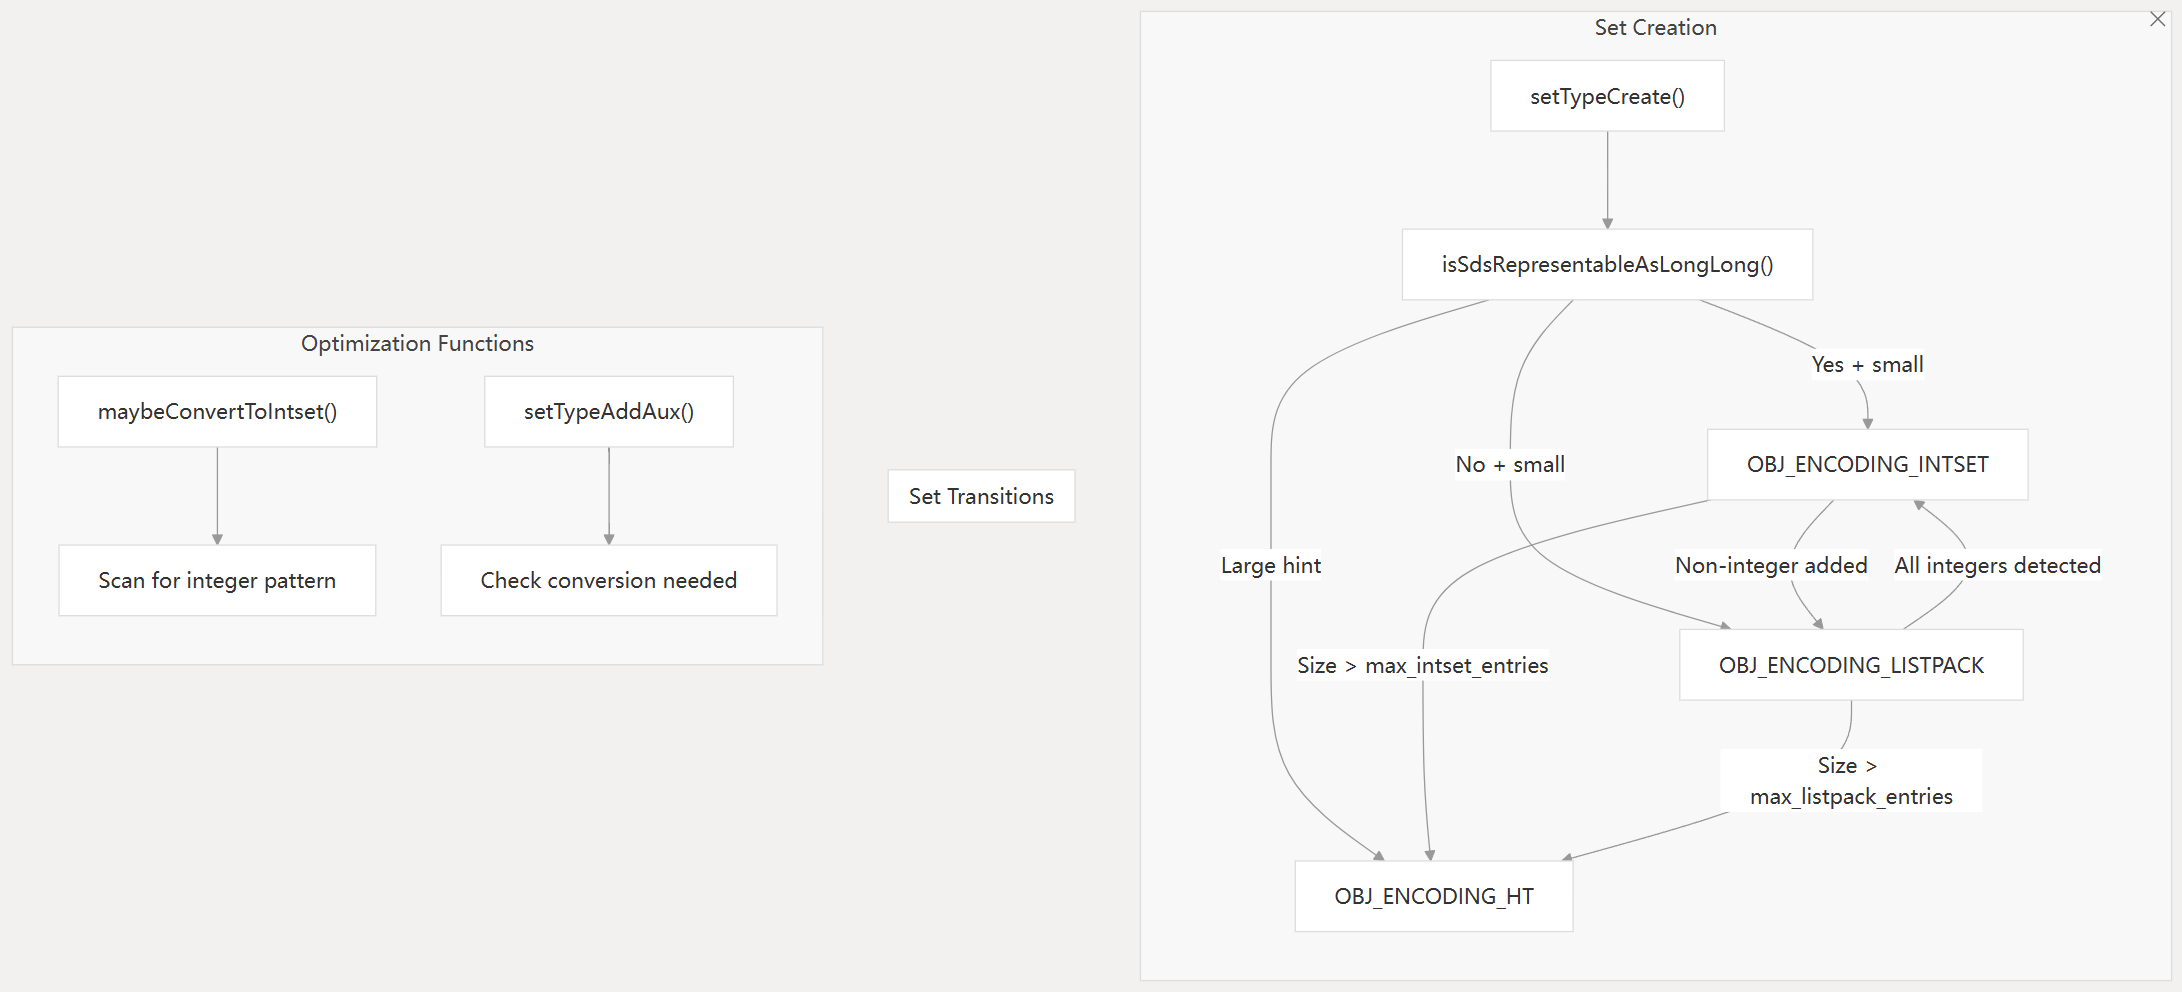 Optimization Functions
maybeConvertToIntset()
setTypeAddAux()
Scan for integer pattern
Check conversion needed
Set Transitions
Set Creation
setTypeCreate()
isSdsRepresentableAsLongLong()
Yes + small
No + small
OBJ_ENCODING_INTSET
Large hint
Non-integer added
All integers detected
Size > max_intset_entries
OBJ_ENCODING_LISTPACK
Size >
max_listpack_entries
OBJ_ENCODING_HT